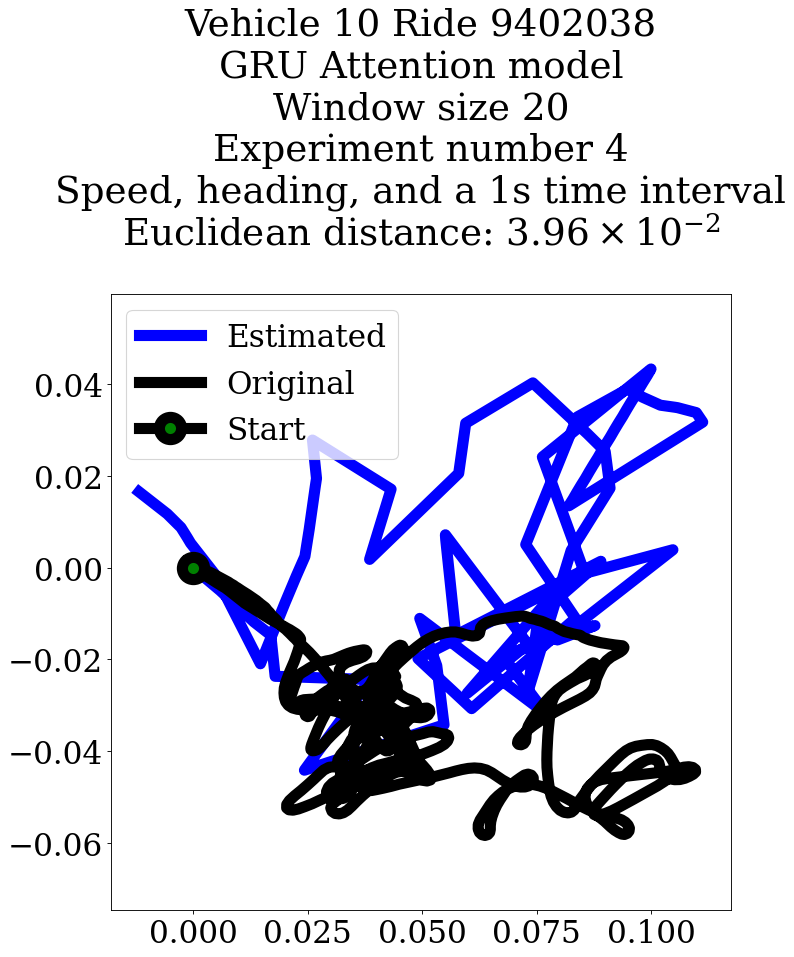 Vehicle 10 Ride 9402038
GRU Attention model
Window size 20
Experiment number 4
Speed, heading, and a 1s time interval
Euclidean distance: 3.96 × 10⁻²
Estimated
Original
Start
0.04
0.02
0.00
−0.02
−0.04
−0.06
0.000 0.025 0.050 0.075 0.100